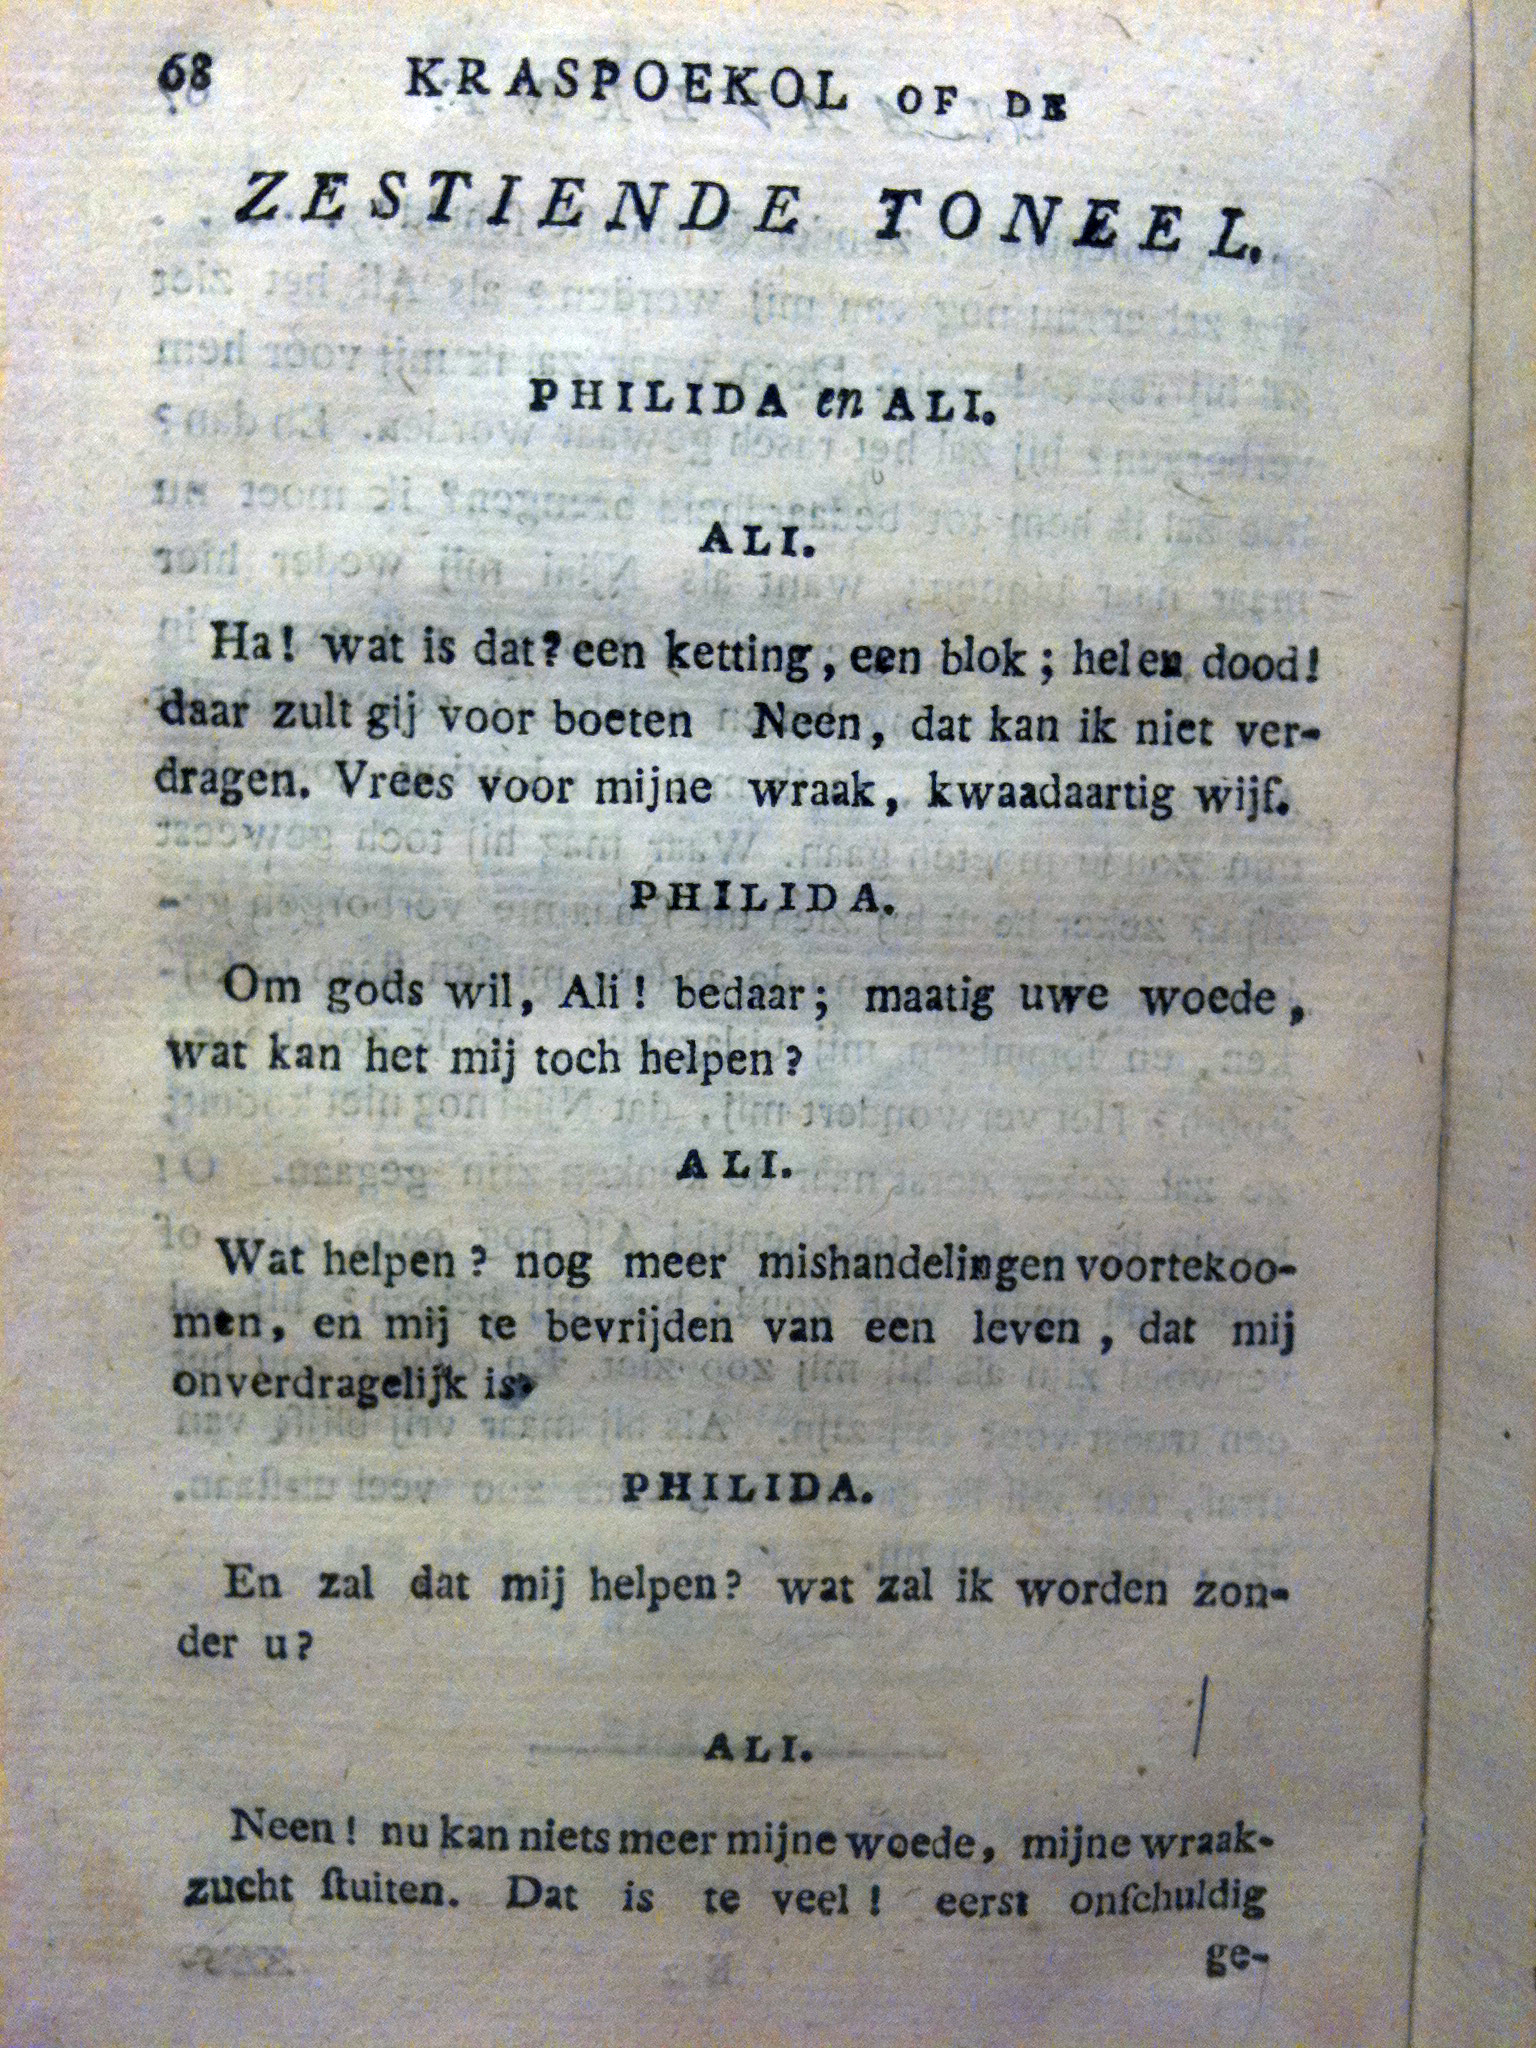 68 KRASPOEKOL OF DE
ZESTIENDE TONEEL.
PHILIDA en ALI.
ALI.
Ha! wat is dat? een ketting, een blok; hel en dood!
daar zult gij voor boeten Neen, dat kan ik niet ver-
dragen. Vrees voor mijne wraak, kwaadaartig wijf.
PHILIDA.
Om gods wil, Ali! bedaar; maatig uwe woede,
wat kan het mij toch helpen?
ALI.
Wat helpen? nog meer mishandelingen voortekoo-
men, en mij te bevrijden van een leven, dat mij
onverdragelijk is.
PHILIDA.
En zal dat mij helpen? wat zal ik worden zon-
der u?
ALI.
Neen! nu kan niets meer mijne woede, mijne wraak-
zucht ſtuiten. Dat is te veel! eerst onſchuldig
ge-